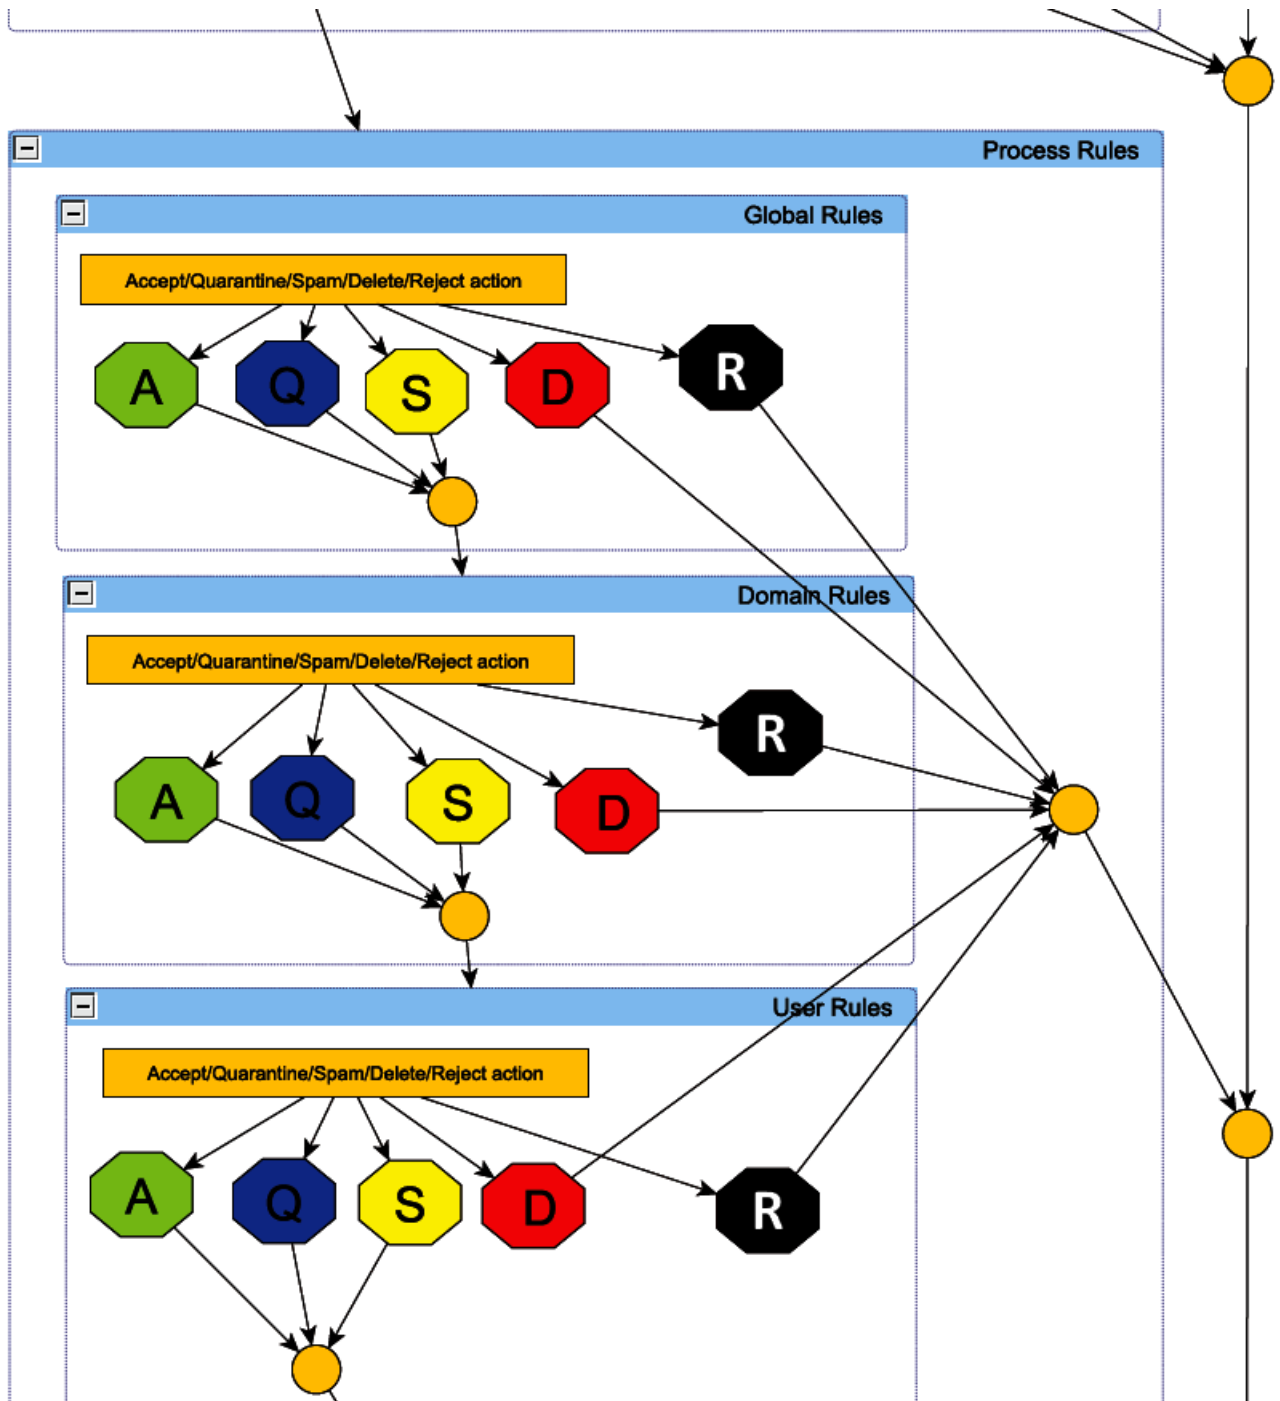 Process Rules
Global Rules
Accept/Quarantine/Spam/Delete/Reject action
A Q S D R
Domain Rules
Accept/Quarantine/Spam/Delete/Reject action
R
A Q S D
User Rules
Accept/Quarantine/Spam/Delete/Reject action
A Q S D R